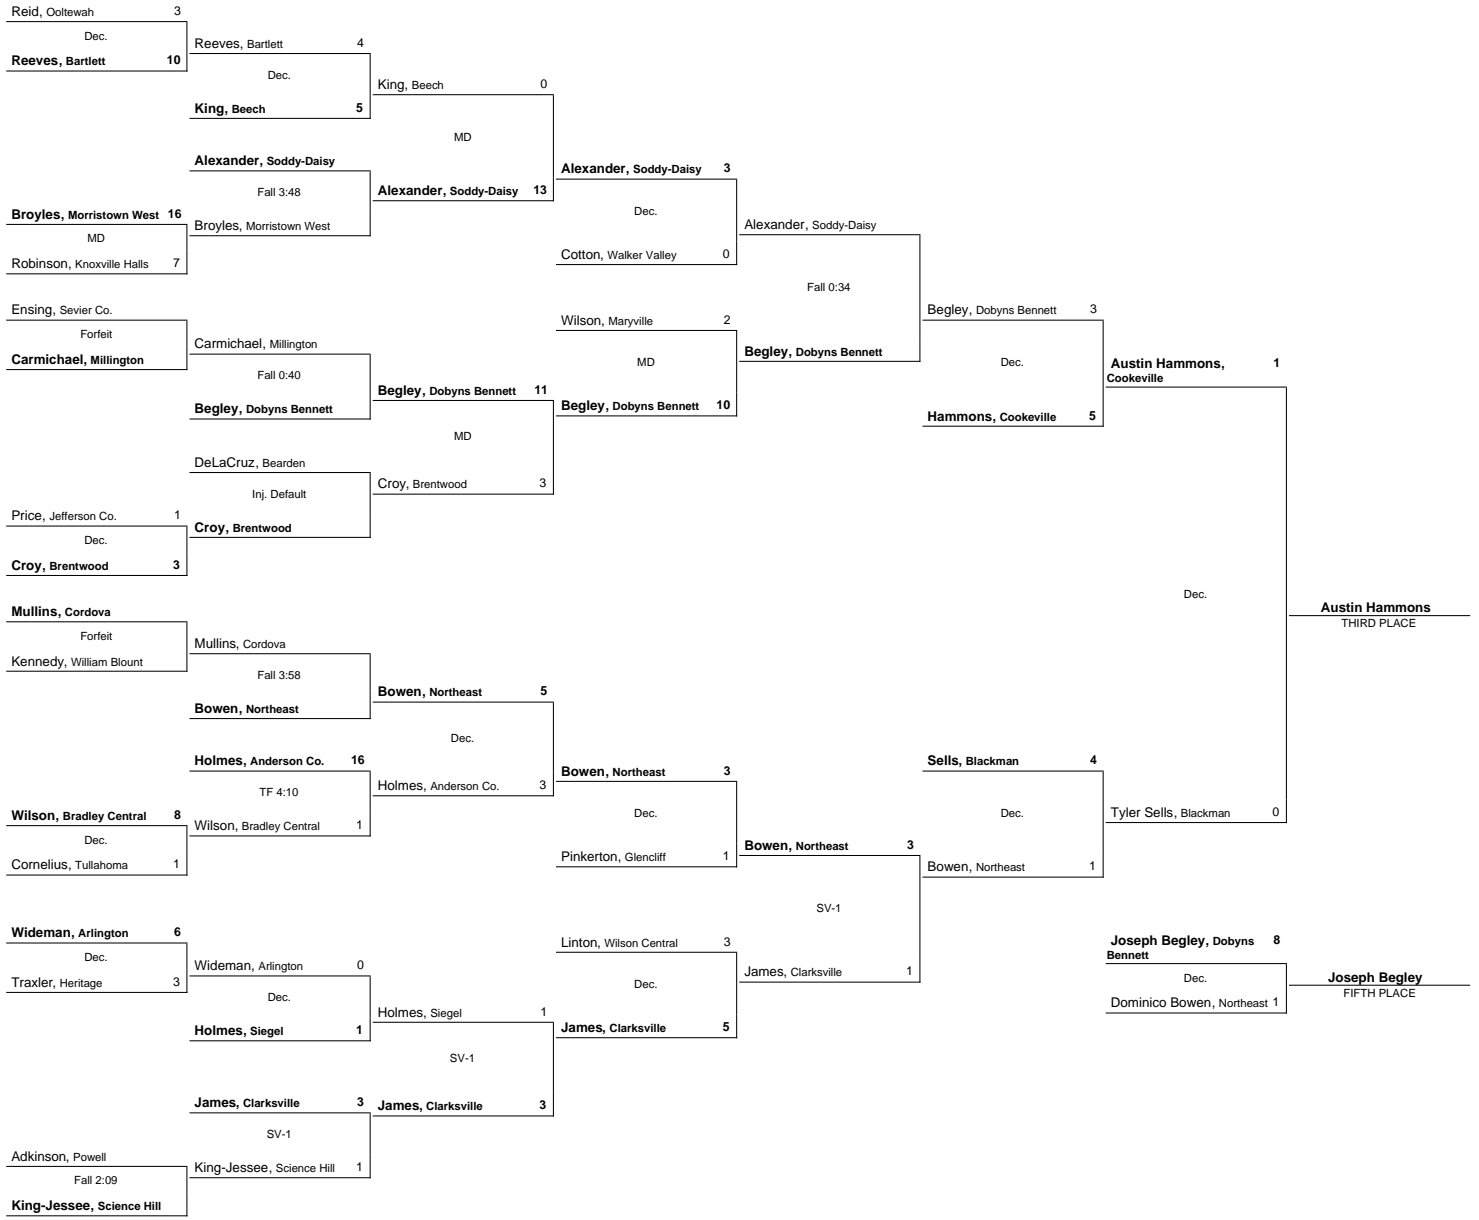 Reid, Ooltewah 3
Dec.
Reeves, Bartlett 10
Broyles, Morristown West 16
MD
Robinson, Knoxville Halls 7
Ensing, Sevier Co.
Forfeit
Carmichael, Millington
Price, Jefferson Co. 1
Dec.
Croy, Brentwood 3
Mullins, Cordova
Forfeit
Kennedy, William Blount
Wilson, Bradley Central 8
Dec.
Cornelius, Tullahoma 1
Wideman, Arlington 6
Dec.
Traxler, Heritage 3
Adkinson, Powell
Fall 2:09
King-Jessee, Science Hill
Reeves, Bartlett 4
Dec.
King, Beech 5
Alexander, Soddy-Daisy
Fall 3:48
Broyles, Morristown West
Carmichael, Millington
Fall 0:40
Begley, Dobyns Bennett
DeLaCruz, Bearden
Inj. Default
Croy, Brentwood
Mullins, Cordova
Fall 3:58
Bowen, Northeast
Holmes, Anderson Co. 16
TF 4:10
Wilson, Bradley Central 1
Wideman, Arlington 0
Dec.
Holmes, Siegel 1
James, Clarksville 3
SV-1
King-Jessee, Science Hill 1
King, Beech 0
MD
Alexander, Soddy-Daisy 13
Begley, Dobyns Bennett 11
MD
Croy, Brentwood 3
Bowen, Northeast 5
Dec.
Holmes, Anderson Co. 3
Holmes, Siegel 1
SV-1
James, Clarksville 3
Alexander, Soddy-Daisy 3
Dec.
Cotton, Walker Valley 0
Wilson, Maryville 2
MD
Begley, Dobyns Bennett 10
Bowen, Northeast 3
Dec.
Pinkerton, Glencliff 1
Linton, Wilson Central 3
Dec.
James, Clarksville 5
Alexander, Soddy-Daisy
Fall 0:34
Begley, Dobyns Bennett
Bowen, Northeast 3
SV-1
James, Clarksville 1
Begley, Dobyns Bennett 3
Dec.
Hammons, Cookeville 5
Sells, Blackman 4
Dec.
Bowen, Northeast 1
Austin Hammons, 1
Cookeville
Dec.
Tyler Sells, Blackman 0
Joseph Begley, Dobyns 8
Bennett
Dec.
Dominico Bowen, Northeast 1
Austin Hammons
THIRD PLACE
Joseph Begley
FIFTH PLACE